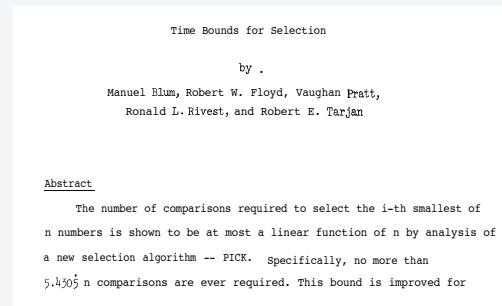 Time Bounds for Selection
by .
Manuel Blum, Robert W. Floyd, Vaughan Pratt,
Ronald L. Rivest, and Robert E. Tarjan
Abstract
The number of comparisons required to select the i-th smallest of
n numbers is shown to be at most a linear function of n by analysis of
a new selection algorithm -- PICK. Specifically, no more than
5.4305 n comparisons are ever required. This bound is improved for